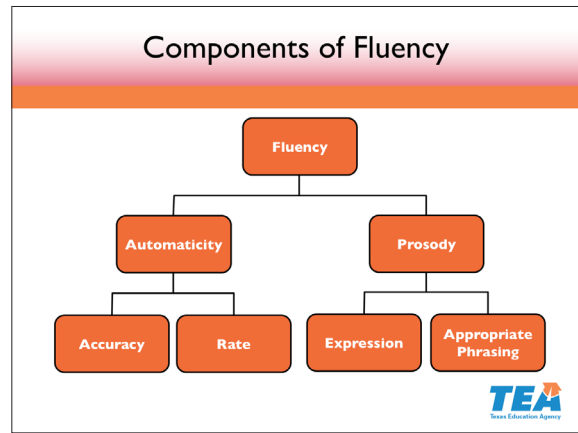 Components of Fluency
Fluency
Automaticity
Prosody
Accuracy
Rate
Expression
Appropriate
Phrasing
TEA
Texas Education Agency